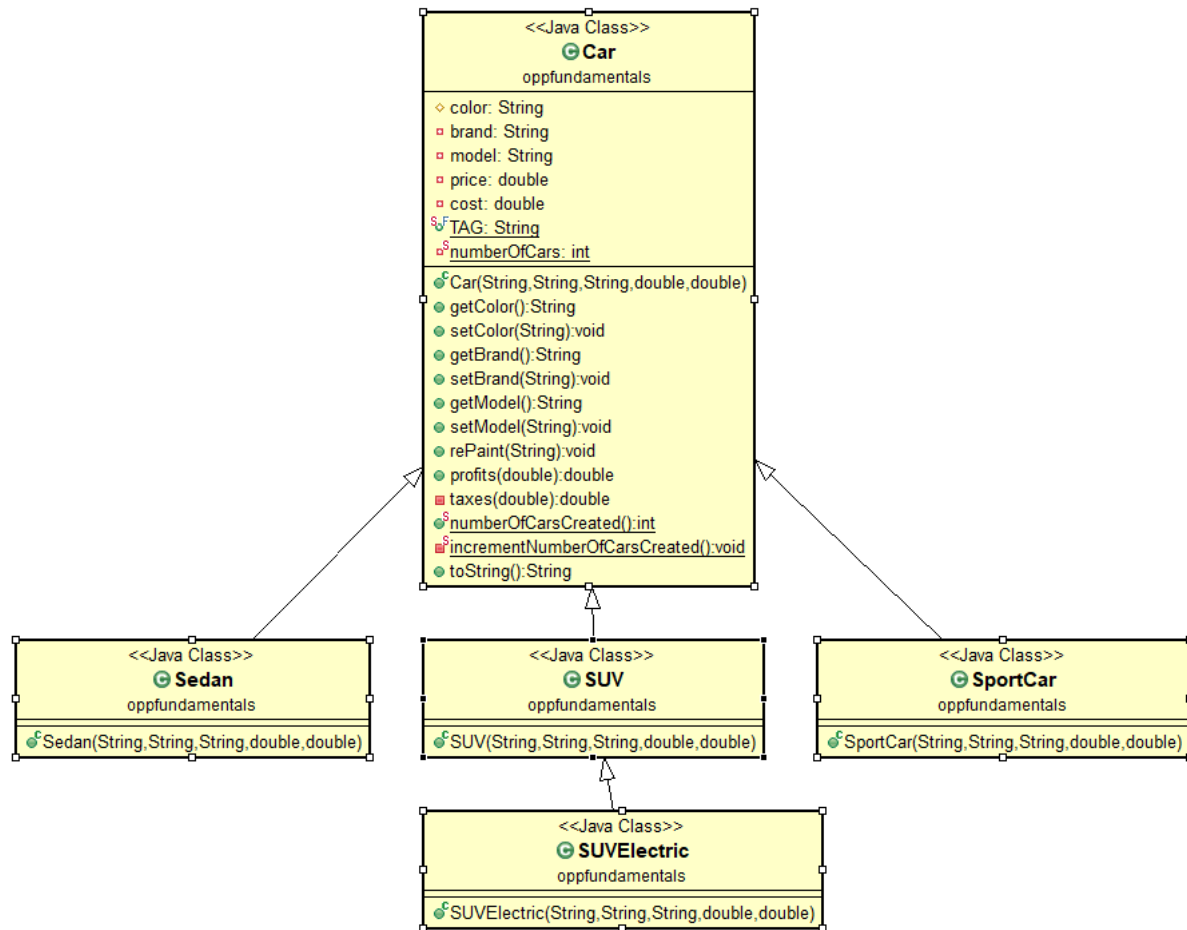 <<Java Class>>
Car
oppfundamentals
color: String
brand: String
model: String
price: double
cost: double
TAG: String
numberOfCars: int
Car(String,String,String,double,double)
getColor():String
setColor(String):void
getBrand():String
setBrand(String):void
getModel():String
setModel(String):void
rePaint(String):void
profits(double):double
taxes(double):double
numberOfCarsCreated():int
incrementNumberOfCarsCreated():void
toString():String
<<Java Class>>
Sedan
oppfundamentals
Sedan(String,String,String,double,double)
<<Java Class>>
SUV
oppfundamentals
SUV(String,String,String,double,double)
<<Java Class>>
SportCar
oppfundamentals
SportCar(String,String,String,double,double)
<<Java Class>>
SUVElectric
oppfundamentals
SUVElectric(String,String,String,double,double)